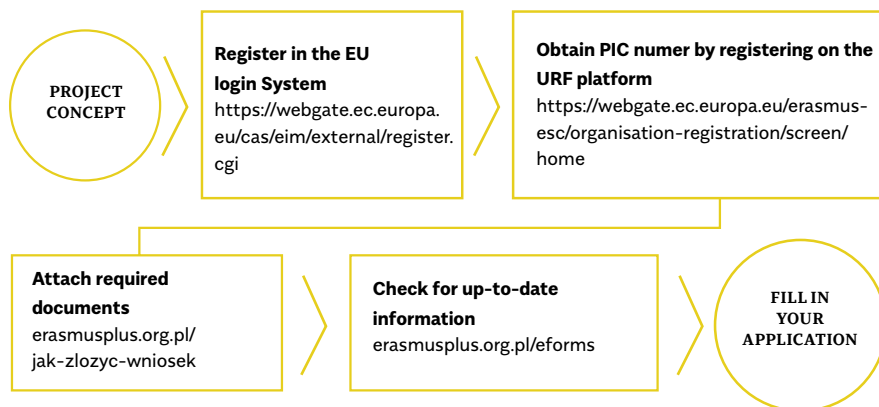 PROJECT
CONCEPT
Register in the EU
login System
https://webgate.ec.europa.
eu/cas/eim/external/register.
cgi
Obtain PIC numer by registering on the
URF platform
https://webgate.ec.europa.eu/erasmus-
esc/organisation-registration/screen/
home
Attach required
documents
erasmusplus.org.pl/
jak-zlozyc-wniosek
Check for up-to-date
information
erasmusplus.org.pl/eforms
FILL IN
YOUR
APPLICATION